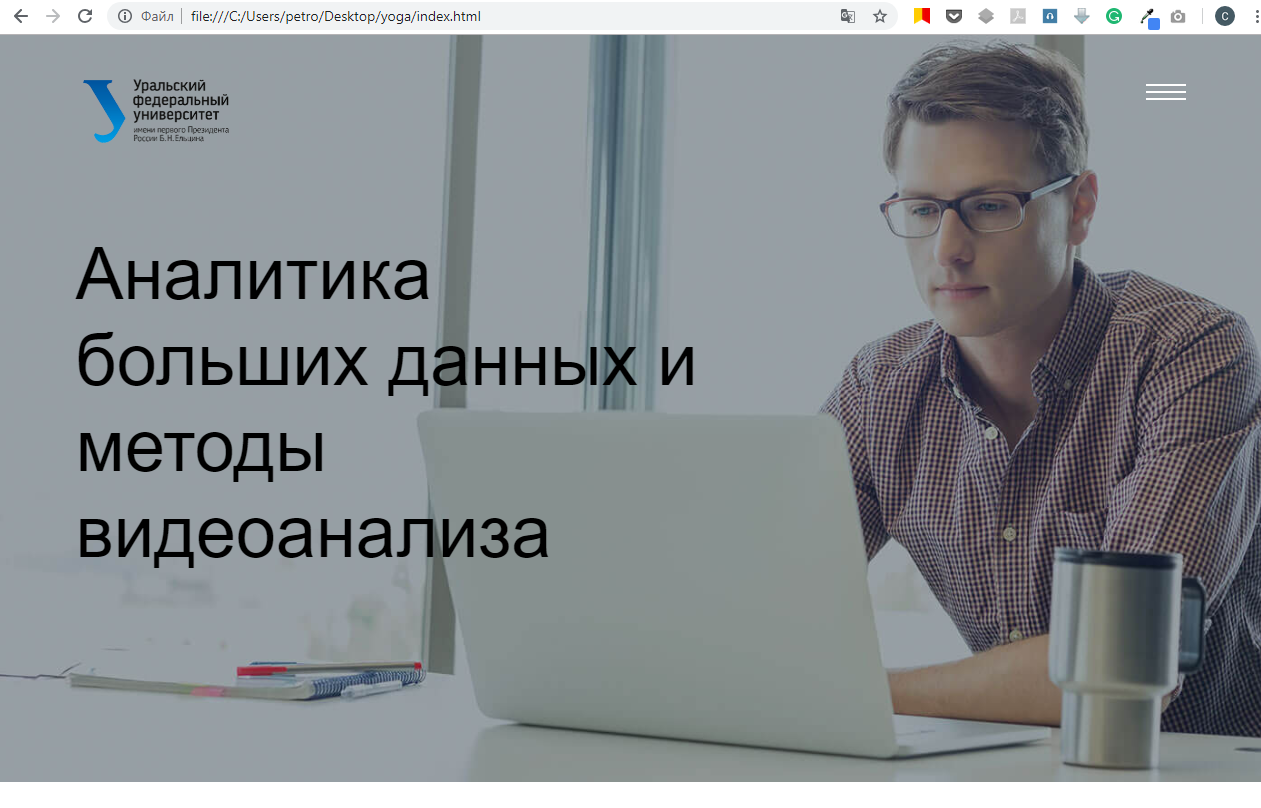 Файл
file:///C:/Users/petro/Desktop/yoga/index.html
C
Уральский
федеральный
университет
имени первого Президента
России Б.Н.Ельцина
Аналитика
больших данных и
методы
видеоанализа